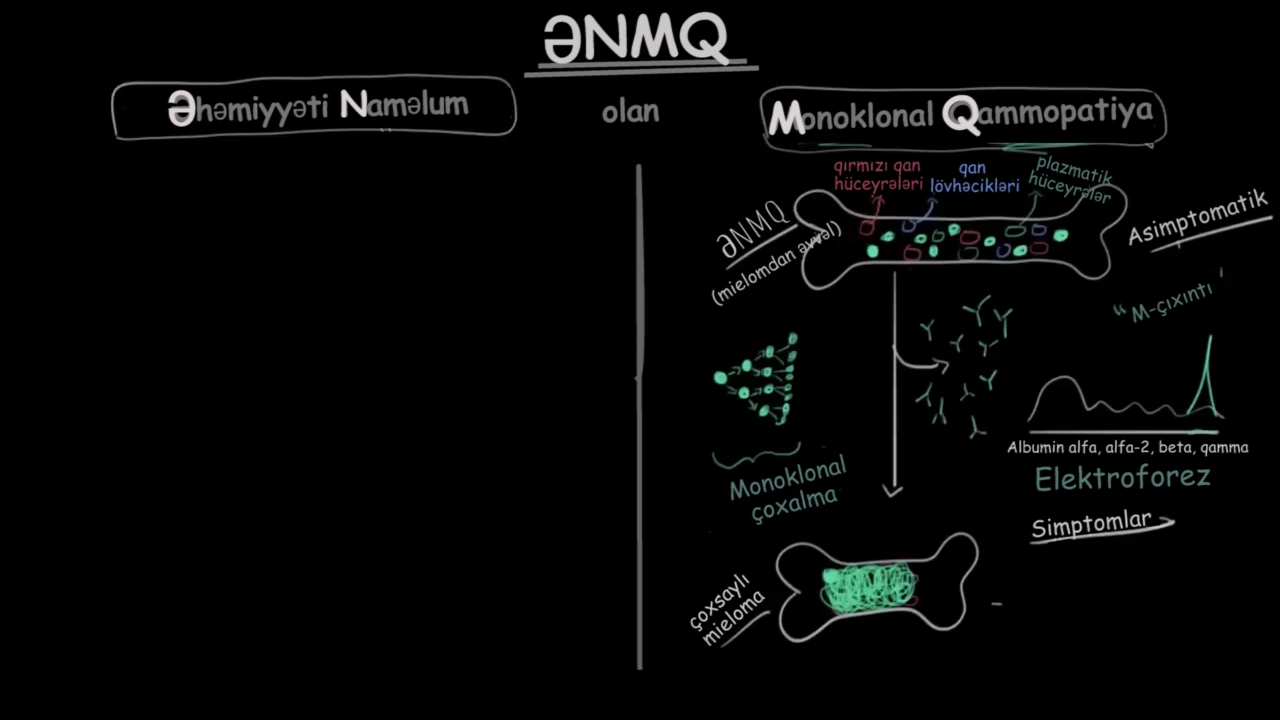 ƏNMQ
Əhəmiyyəti Naməlum olan Monoklonal Qammopatiya
qırmızı qan
hüceyrələri
qan
lövhəcikləri
plazmatik
hüceyrələr
ƏNMQ
(mielomdan əvvəl)
Asimptomatik
“M-çıxıntı”
Monoklonal
çoxalma
Albumin alfa, alfa-2, beta, qamma
Elektroforez
Simptomlar
çoxsaylı
mieloma